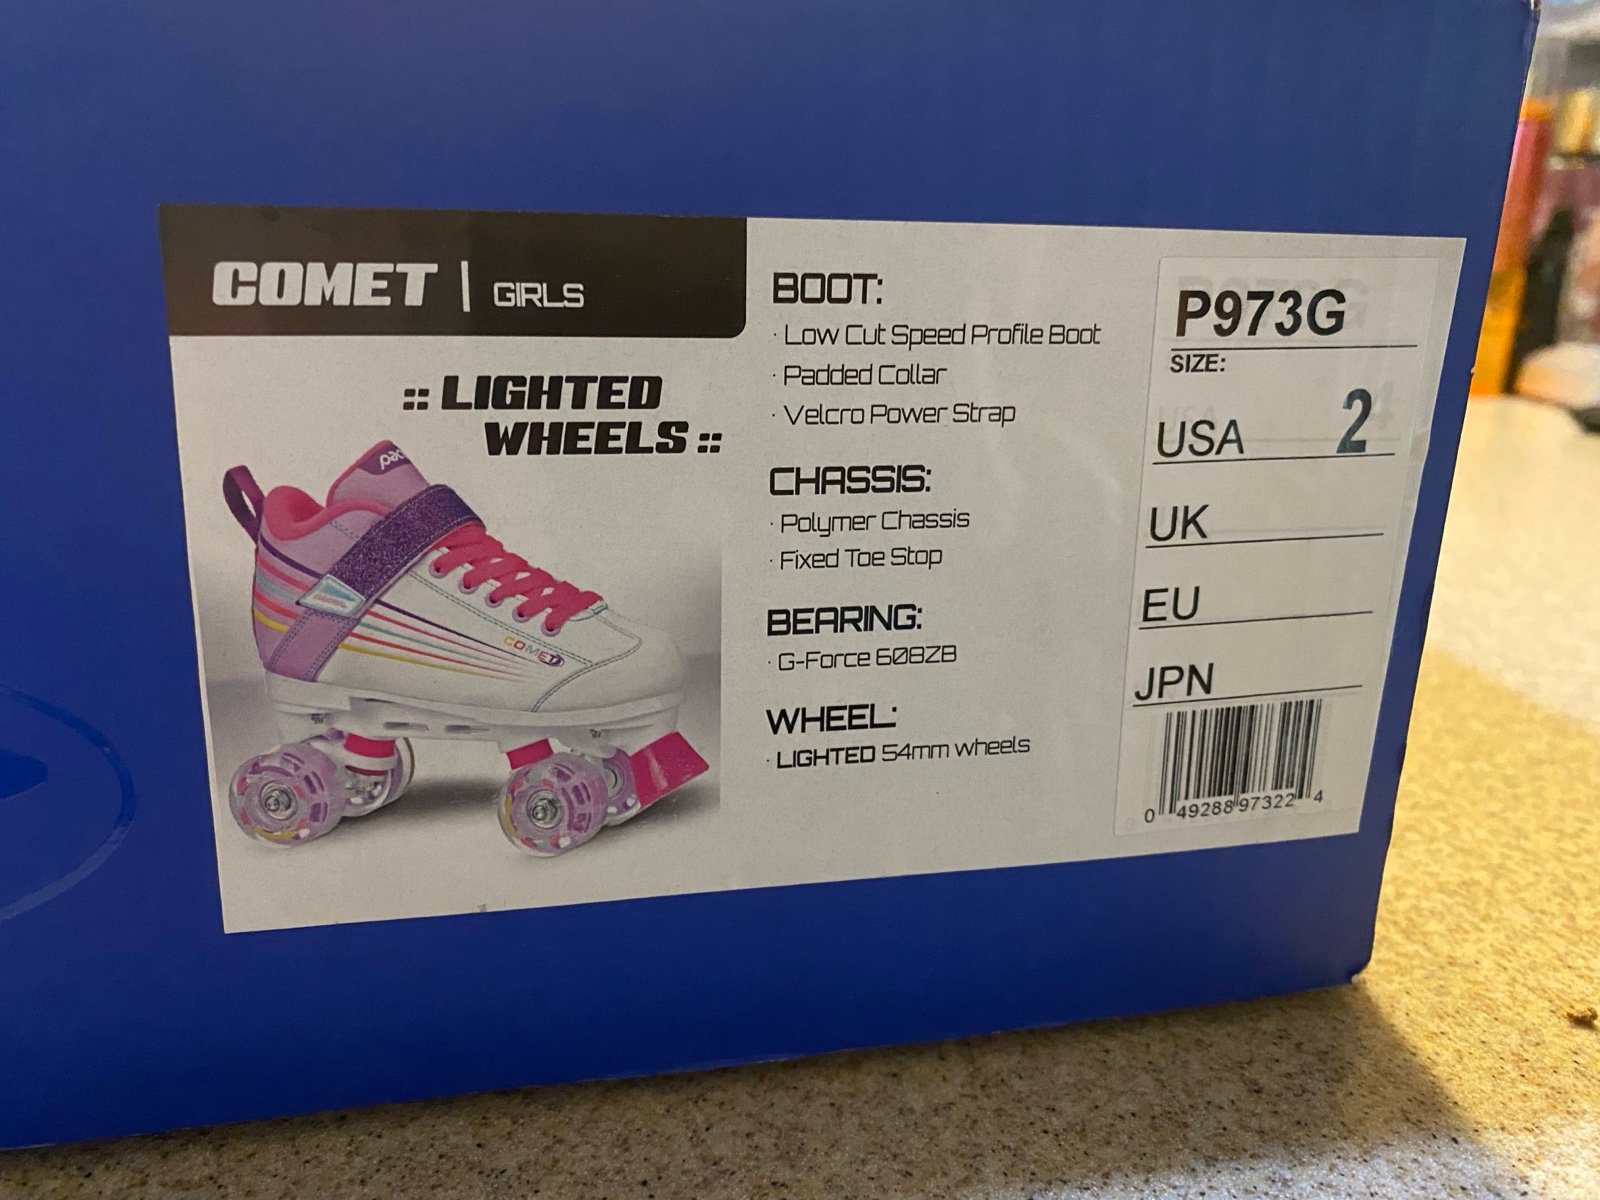 COMET | GIRLS
:: LIGHTED
WHEELS ::
COMET
BOOT:
· Low Cut Speed Profile Boot
· Padded Collar
· Velcro Power Strap
CHASSIS:
· Polymer Chassis
· Fixed Toe Stop
BEARING:
· G-Force 608ZB
WHEEL:
· LIGHTED 54mm wheels
P973G
SIZE:
USA 2
UK
EU
JPN
0 49288 97322 4